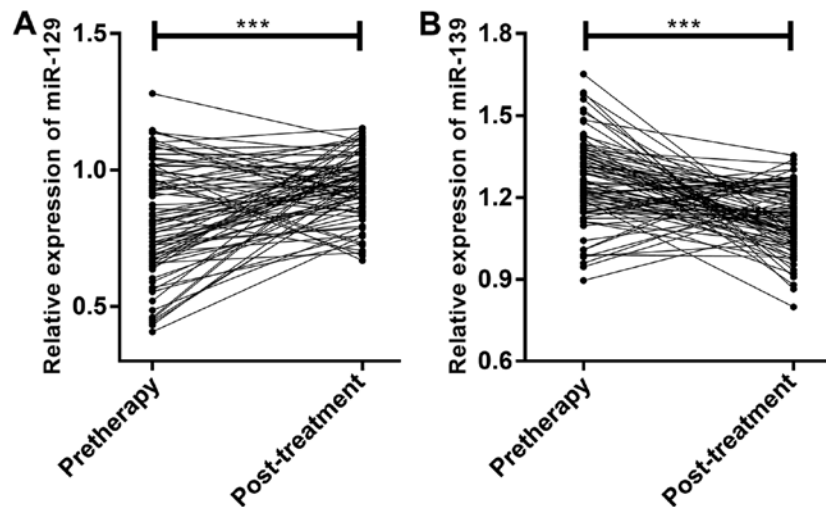 A
Relative expression of miR-129
1.5
1.0
0.5
***
Pretherapy
Post-treatment
B
Relative expression of miR-139
1.8
1.5
1.2
0.9
0.6
***
Pretherapy
Post-treatment